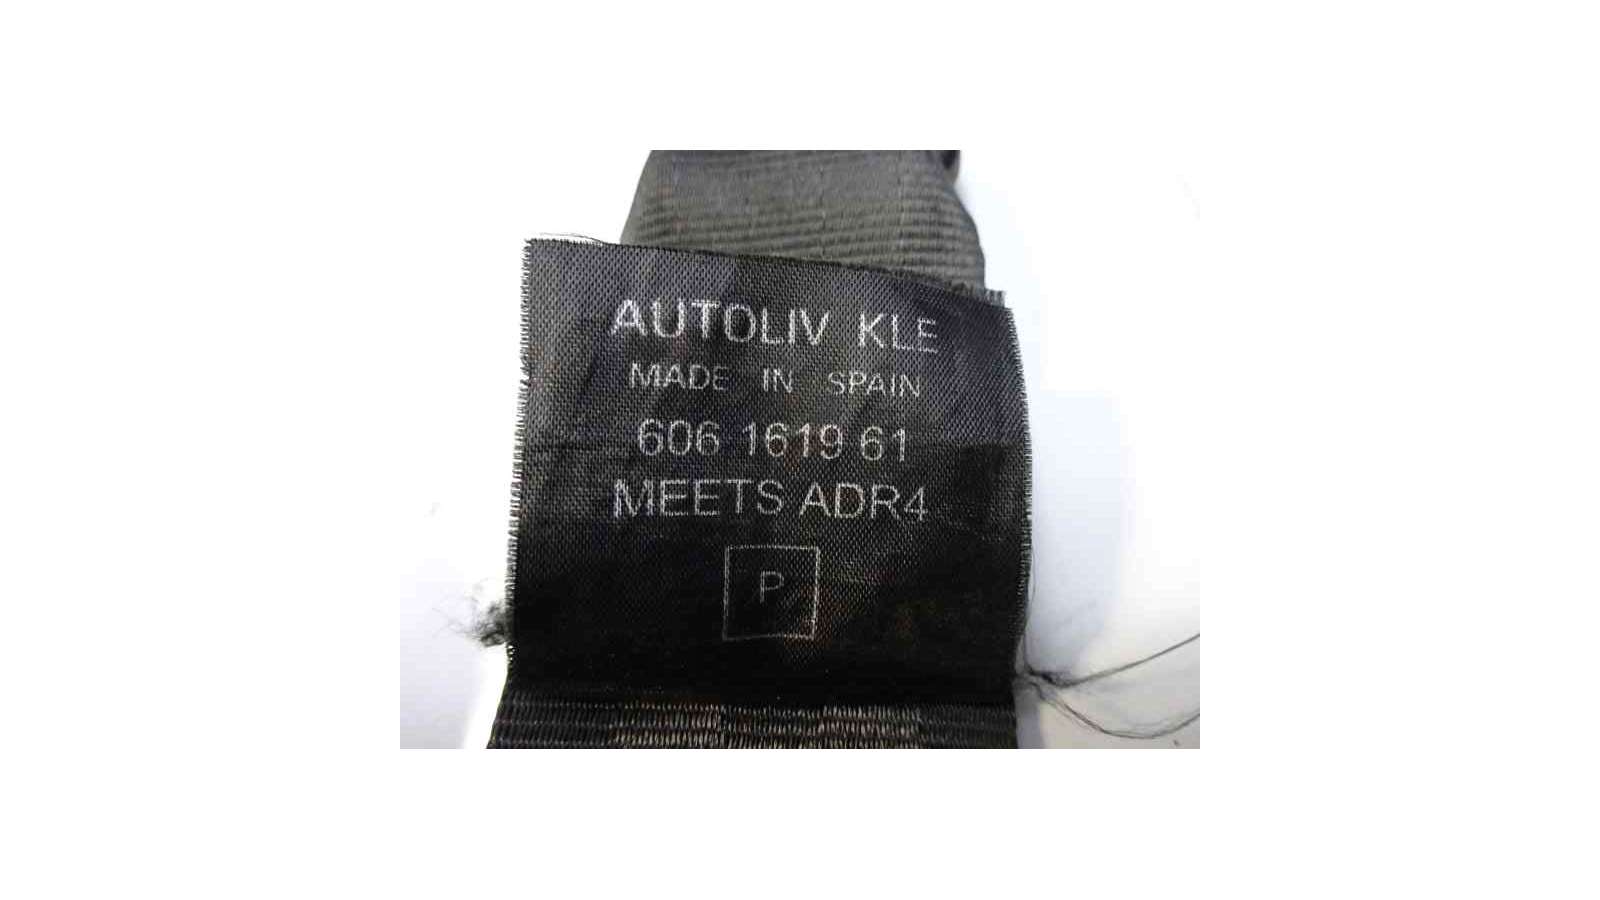 AUTOLIV KLE
MADE IN SPAIN
606 1619 61
MEETS ADR4
P